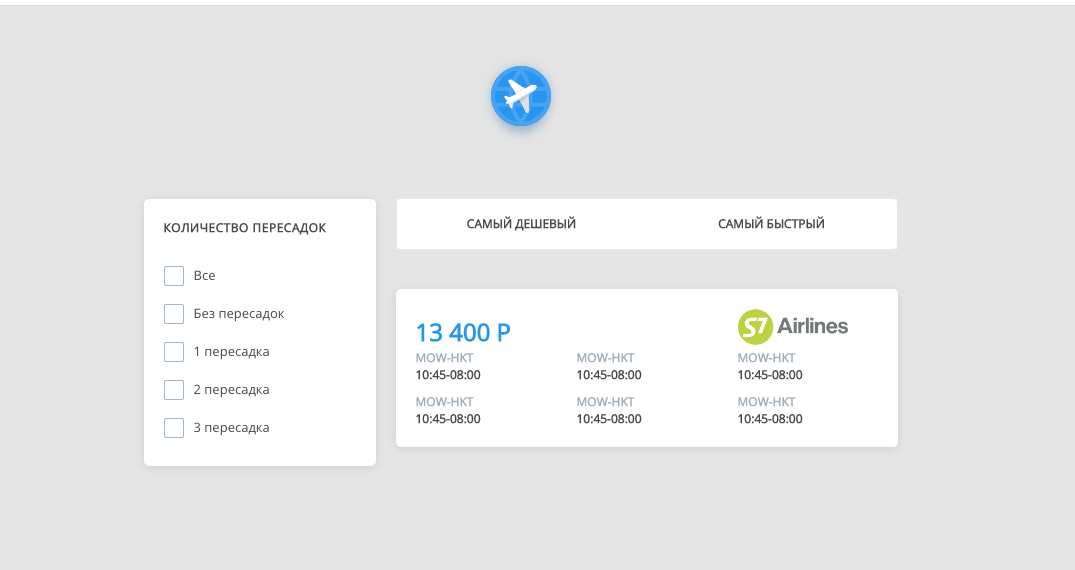 КОЛИЧЕСТВО ПЕРЕСАДОК
Все
Без пересадок
1 пересадка
2 пересадка
3 пересадка
САМЫЙ ДЕШЕВЫЙ САМЫЙ БЫСТРЫЙ
13 400 Р S7 Airlines
MOW-HKT MOW-HKT MOW-HKT
10:45-08:00 10:45-08:00 10:45-08:00
MOW-HKT MOW-HKT MOW-HKT
10:45-08:00 10:45-08:00 10:45-08:00